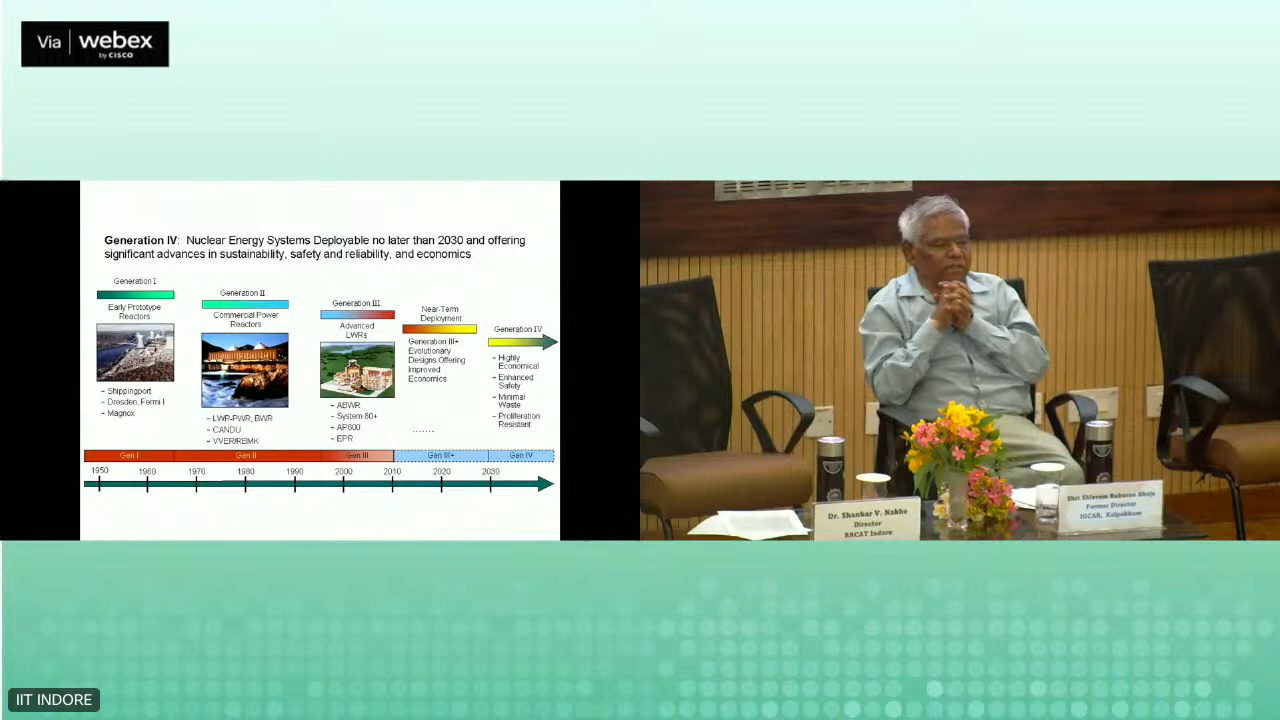 Via webex
by CISCO
Generation IV: Nuclear Energy Systems Deployable no later than 2030 and offering
significant advances in sustainability, safety and reliability, and economics
Generation I
Early Prototype
Reactors
- Shippingport
- Dresden, Fermi I
- Magnox
Generation II
Commercial Power
Reactors
- LWR-PWR, BWR
- CANDU
- VVER/RBMK
Generation III
Advanced
LWRs
- ABWR
- System 80+
- AP600
- EPR
Near-Term
Deployment
Generation III+
Evolutionary
Designs Offering
Improved
Economics
.......
Generation IV
- Highly
Economical
- Enhanced
Safety
- Minimal
Waste
- Proliferation
Resistant
Gen I Gen II Gen III Gen III+ Gen IV
1950 1960 1970 1980 1990 2000 2010 2020 2030
Dr. Shankar V. Nakhe
Director
RRCAT Indore
Shri Shivram Baburao Bhoje
Former Director
IGCAR, Kalpakkam
IIT INDORE